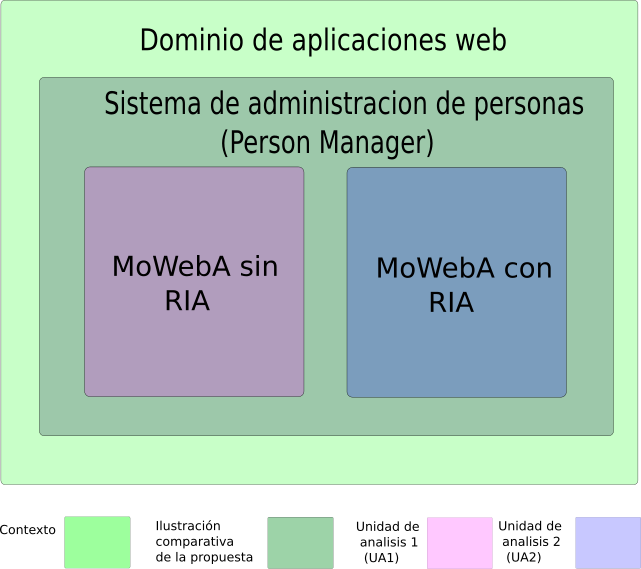 Dominio de aplicaciones web
Sistema de administracion de personas
(Person Manager)
MoWebA sin
RIA
MoWebA con
RIA
Contexto
Ilustración
comparativa
de la propuesta
Unidad de
analisis 1
(UA1)
Unidad de
analisis 2
(UA2)